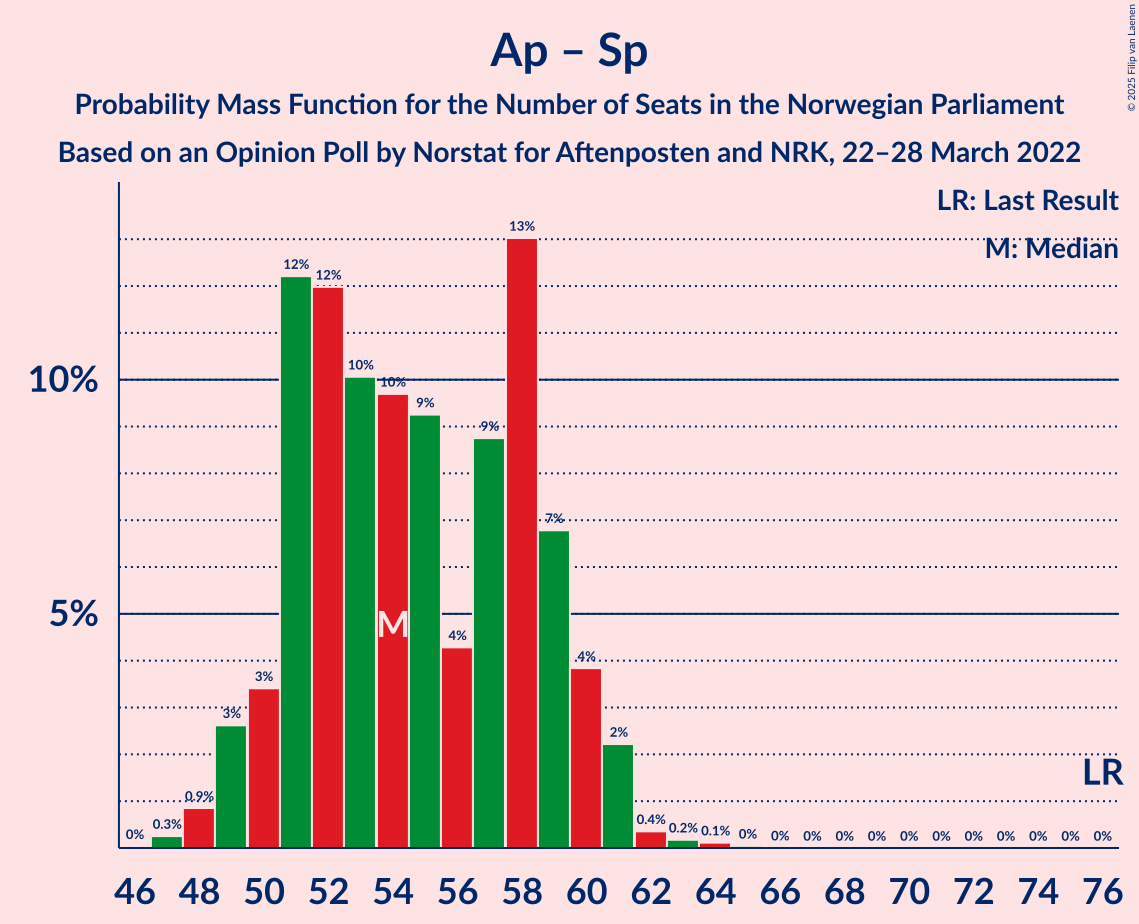 Ap – Sp
Probability Mass Function for the Number of Seats in the Norwegian Parliament
Based on an Opinion Poll by Norstat for Aftenposten and NRK, 22–28 March 2022
© 2025 Filip van Laenen
LR: Last Result
M: Median
10%
5%
0% 0.3% 0.9% 3% 3% 12% 12% 10% 10% 9% 4% 9% 13% 7% 4% 2% 0.4% 0.2% 0.1% 0% 0% 0% 0% 0% 0% 0% 0% 0% 0% 0% 0%
M
LR
46 48 50 52 54 56 58 60 62 64 66 68 70 72 74 76